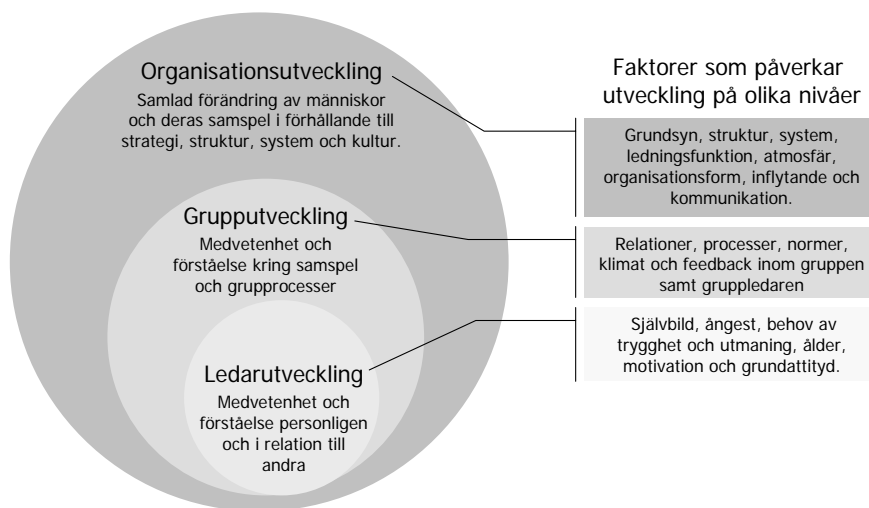 Organisationsutveckling
Samlad förändring av människor
och deras samspel i förhållande till
strategi, struktur, system och kultur.
Grupputveckling
Medvetenhet och
förståelse kring samspel
och grupprocesser
Ledarutveckling
Medvetenhet och
förståelse personligen
och i relation till
andra
Faktorer som påverkar
utveckling på olika nivåer
Grundsyn, struktur, system,
ledningsfunktion, atmosfär,
organisationsform, inflytande och
kommunikation.
Relationer, processer, normer,
klimat och feedback inom gruppen
samt gruppledaren
Självbild, ångest, behov av
trygghet och utmaning, ålder,
motivation och grundattityd.